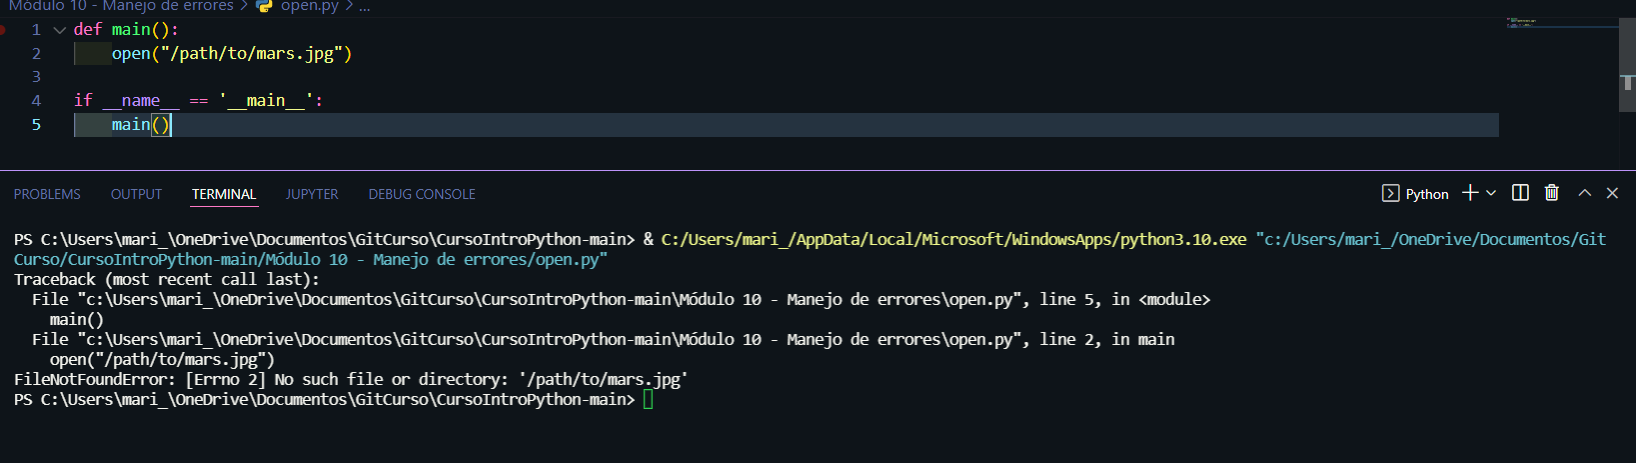 Módulo 10 - Manejo de errores > open.py > ...
1 def main():
2 open("/path/to/mars.jpg")
3
4 if __name__ == '__main__':
5 main()
PROBLEMS OUTPUT TERMINAL JUPYTER DEBUG CONSOLE Python
PS C:\Users\mari_\OneDrive\Documentos\GitCurso\CursoIntroPython-main> & C:/Users/mari_/AppData/Local/Microsoft/WindowsApps/python3.10.exe "c:/Users/mari_/OneDrive/Documentos/Git
Curso/CursoIntroPython-main/Módulo 10 - Manejo de errores/open.py"
Traceback (most recent call last):
File "c:\Users\mari_\OneDrive\Documentos\GitCurso\CursoIntroPython-main\Módulo 10 - Manejo de errores\open.py", line 5, in <module>
main()
File "c:\Users\mari_\OneDrive\Documentos\GitCurso\CursoIntroPython-main\Módulo 10 - Manejo de errores\open.py", line 2, in main
open("/path/to/mars.jpg")
FileNotFoundError: [Errno 2] No such file or directory: '/path/to/mars.jpg'
PS C:\Users\mari_\OneDrive\Documentos\GitCurso\CursoIntroPython-main>